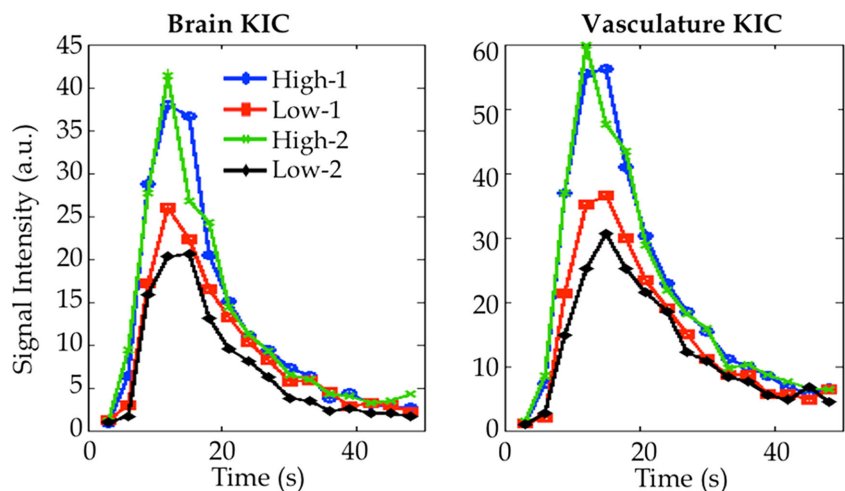 Brain KIC
Vasculature KIC
45
40
35
30
25
20
15
10
5
0
High-1
Low-1
High-2
Low-2
Signal Intensity (a.u.)
0
20
40
Time (s)
60
50
40
30
20
10
0
0
20
40
Time (s)